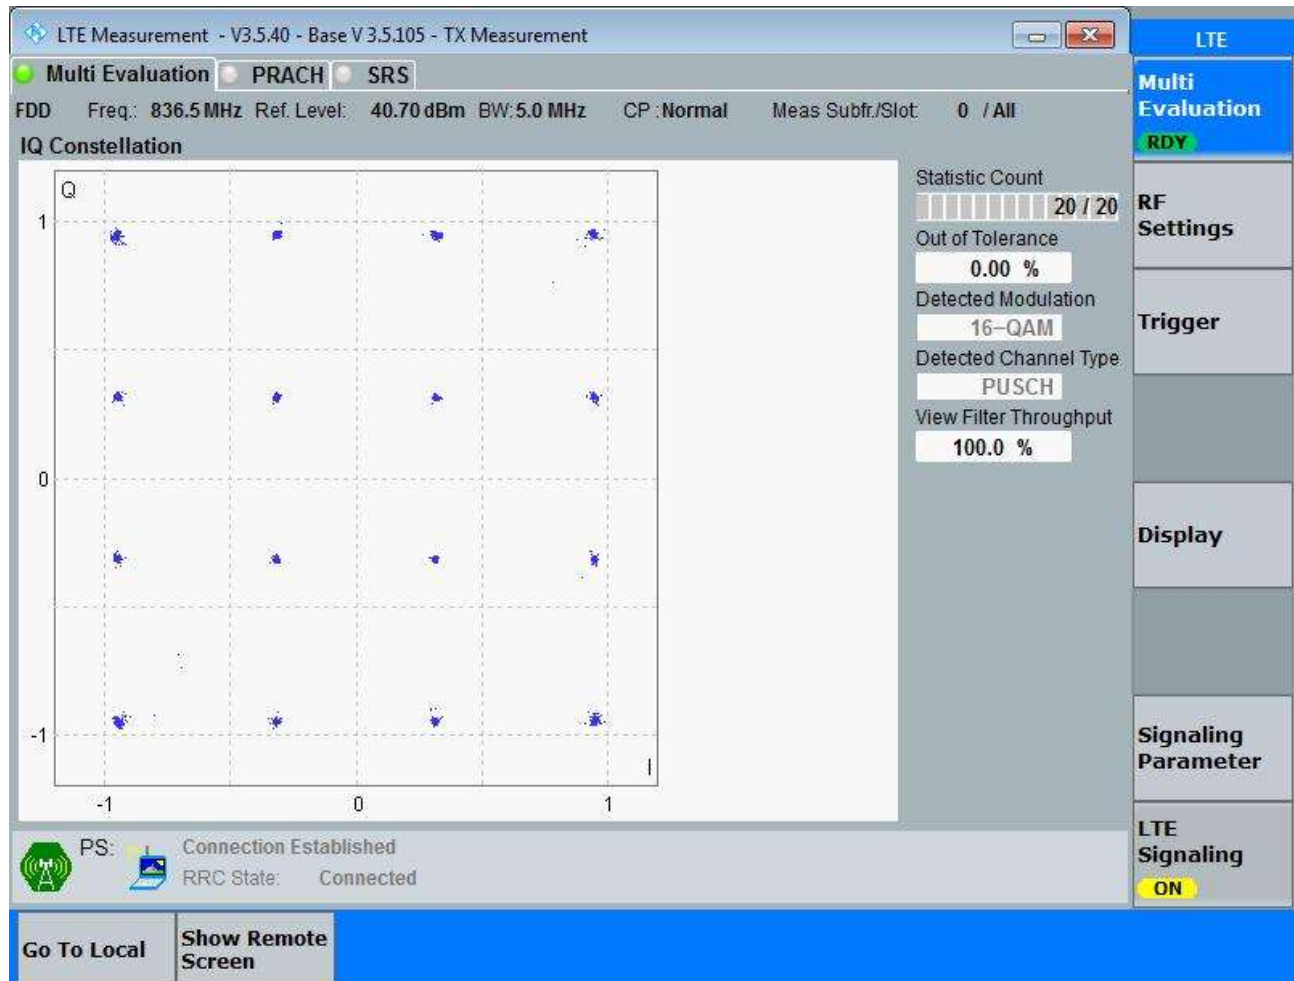 LTE Measurement - V3.5.40 - Base V 3.5.105 - TX Measurement
Multi Evaluation PRACH SRS
FDD Freq.: 836.5 MHz Ref. Level: 40.70 dBm BW: 5.0 MHz CP : Normal Meas Subfr./Slot: 0 / All
IQ Constellation
Q
1
0
-1
I
-1 0 1
Statistic Count
20 / 20
Out of Tolerance
0.00 %
Detected Modulation
16-QAM
Detected Channel Type
PUSCH
View Filter Throughput
100.0 %
PS: Connection Established
RRC State: Connected
LTE
Multi
Evaluation
RDY
RF
Settings
Trigger
Display
Signaling
Parameter
LTE
Signaling
ON
Go To Local
Show Remote
Screen